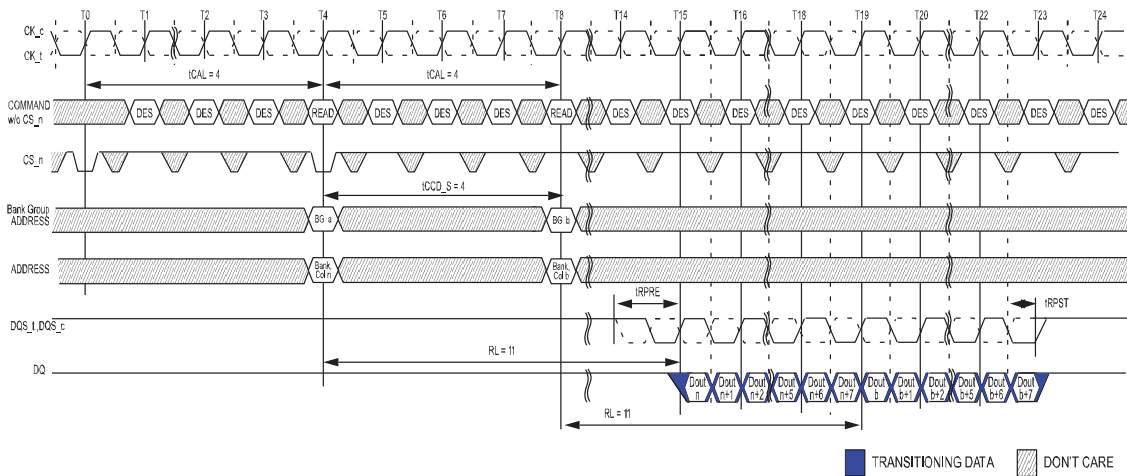 T0 T1 T2 T3 T4 T5 T6 T7 T8 T14 T15 T16 T18 T19 T20 T22 T23 T24
CK_c
CK_t
tCAL = 4 tCAL = 4
COMMAND
w/o CS_n
DES DES DES READ DES DES DES READ DES DES DES DES DES DES DES DES DES
CS_n
tCCD_S = 4
Bank Group
ADDRESS
BG a BG b
ADDRESS
Bank, Bank,
Col n Col b
tRPRE tRPST
DQS_t ,DQS_c
RL = 11
DQ
Dout Dout Dout Dout Dout Dout Dout Dout Dout Dout Dout Dout
n n+1 n+2 n+5 n+6 n+7 b b+1 b+2 b+5 b+6 b+7
RL = 11
TRANSITIONING DATA DON'T CARE